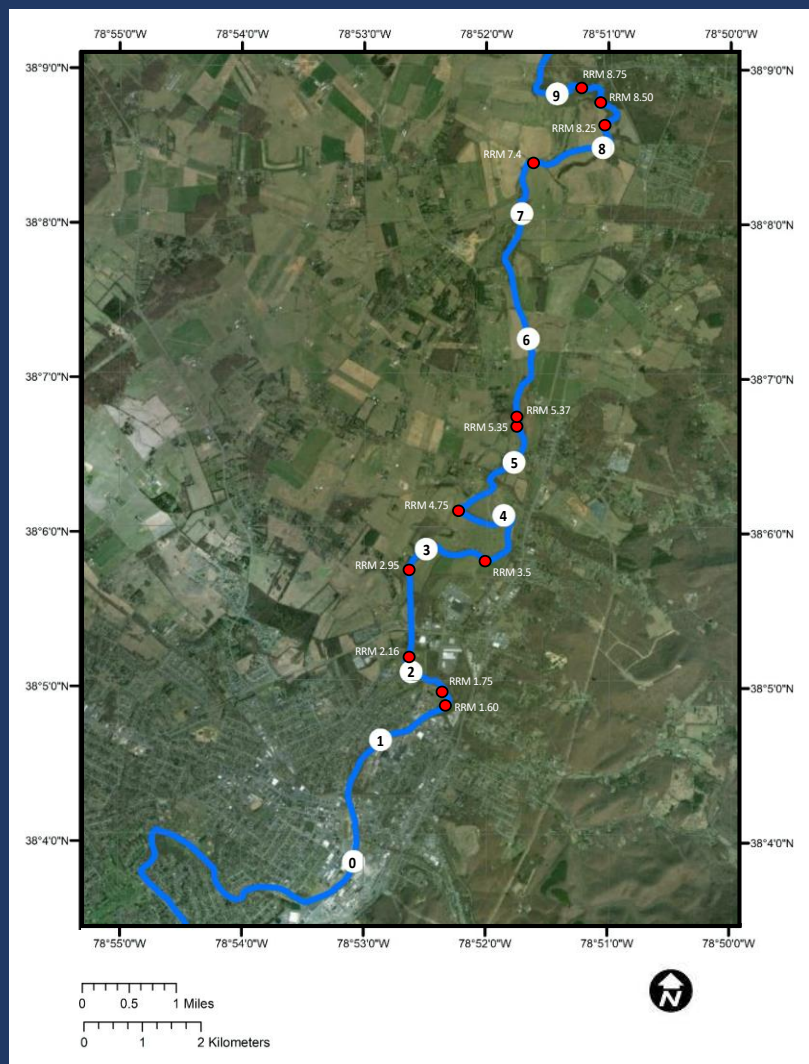 78°55'0"W 78°54'0"W 78°53'0"W 78°52'0"W 78°51'0"W 78°50'0"W
38°9'0"N 38°9'0"N
RRM 8.75
9
RRM 8.50
RRM 8.25
8
RRM 7.4
7
38°8'0"N 38°8'0"N
6
38°7'0"N 38°7'0"N
RRM 5.37
RRM 5.35
5
RRM 4.75
4
38°6'0"N 38°6'0"N
3
RRM 2.95
RRM 3.5
RRM 2.16
2
38°5'0"N 38°5'0"N
RRM 1.75
RRM 1.60
1
38°4'0"N 38°4'0"N
0
78°55'0"W 78°54'0"W 78°53'0"W 78°52'0"W 78°51'0"W 78°50'0"W
0 0.5 1 Miles
0 1 2 Kilometers
N